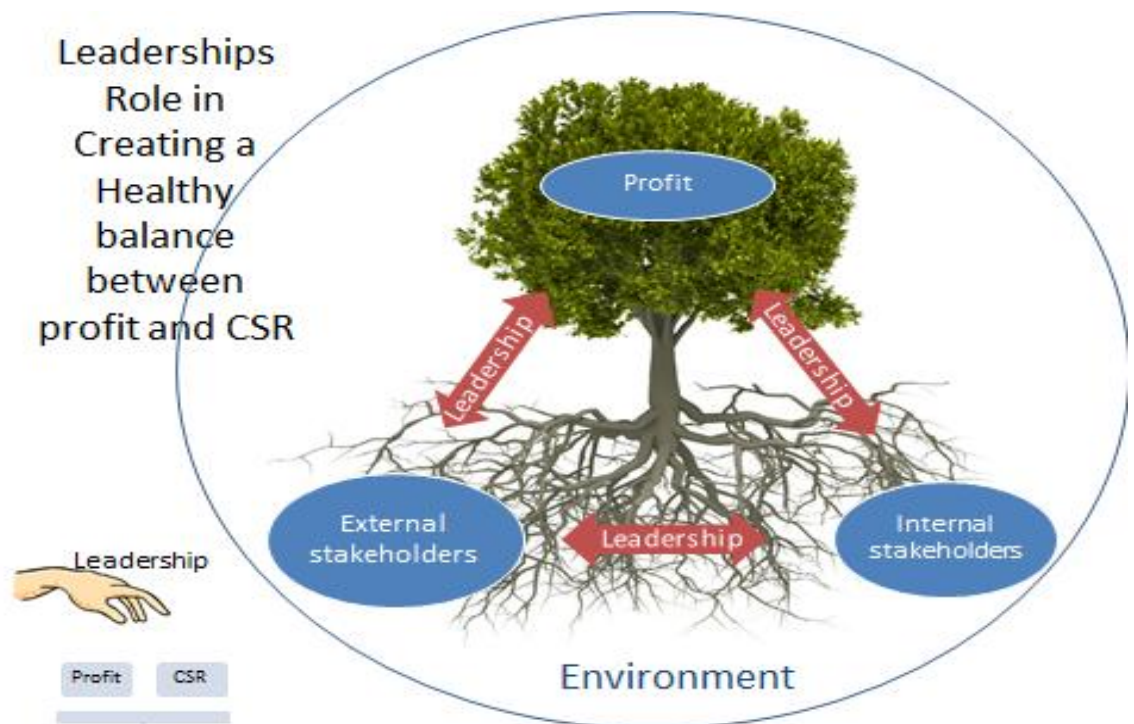 Leaderships
Role in
Creating a
Healthy
balance
between
profit and CSR
Profit
Leadership
Leadership
External
stakeholders
Leadership
Internal
stakeholders
Leadership
Profit
CSR
Environment